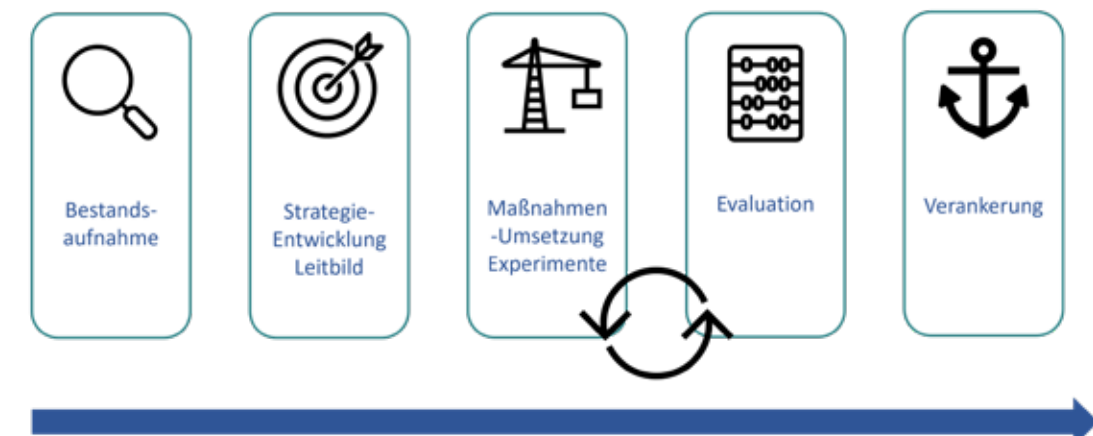 Bestands-
aufnahme
Strategie-
Entwicklung
Leitbild
Maßnahmen
-Umsetzung
Experimente
Evaluation
Verankerung